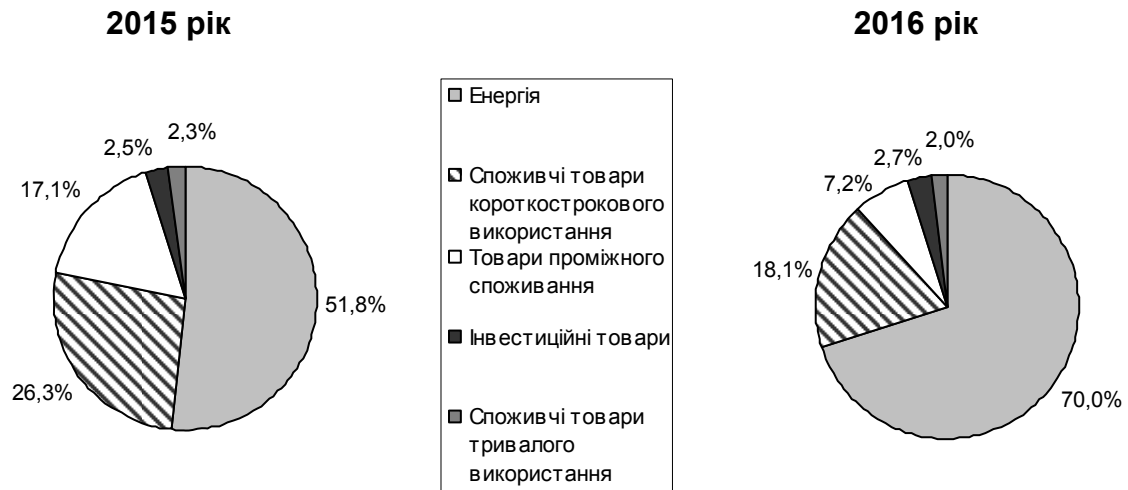 2015 рік
2016 рік
2,5%
2,3%
17,1%
51,8%
26,3%
Енергія
Споживчі товари
короткострокового
використання
Товари проміжного
споживання
Інвестиційні товари
Споживчі товари
тривалого
використання
2,7%
2,0%
7,2%
18,1%
70,0%